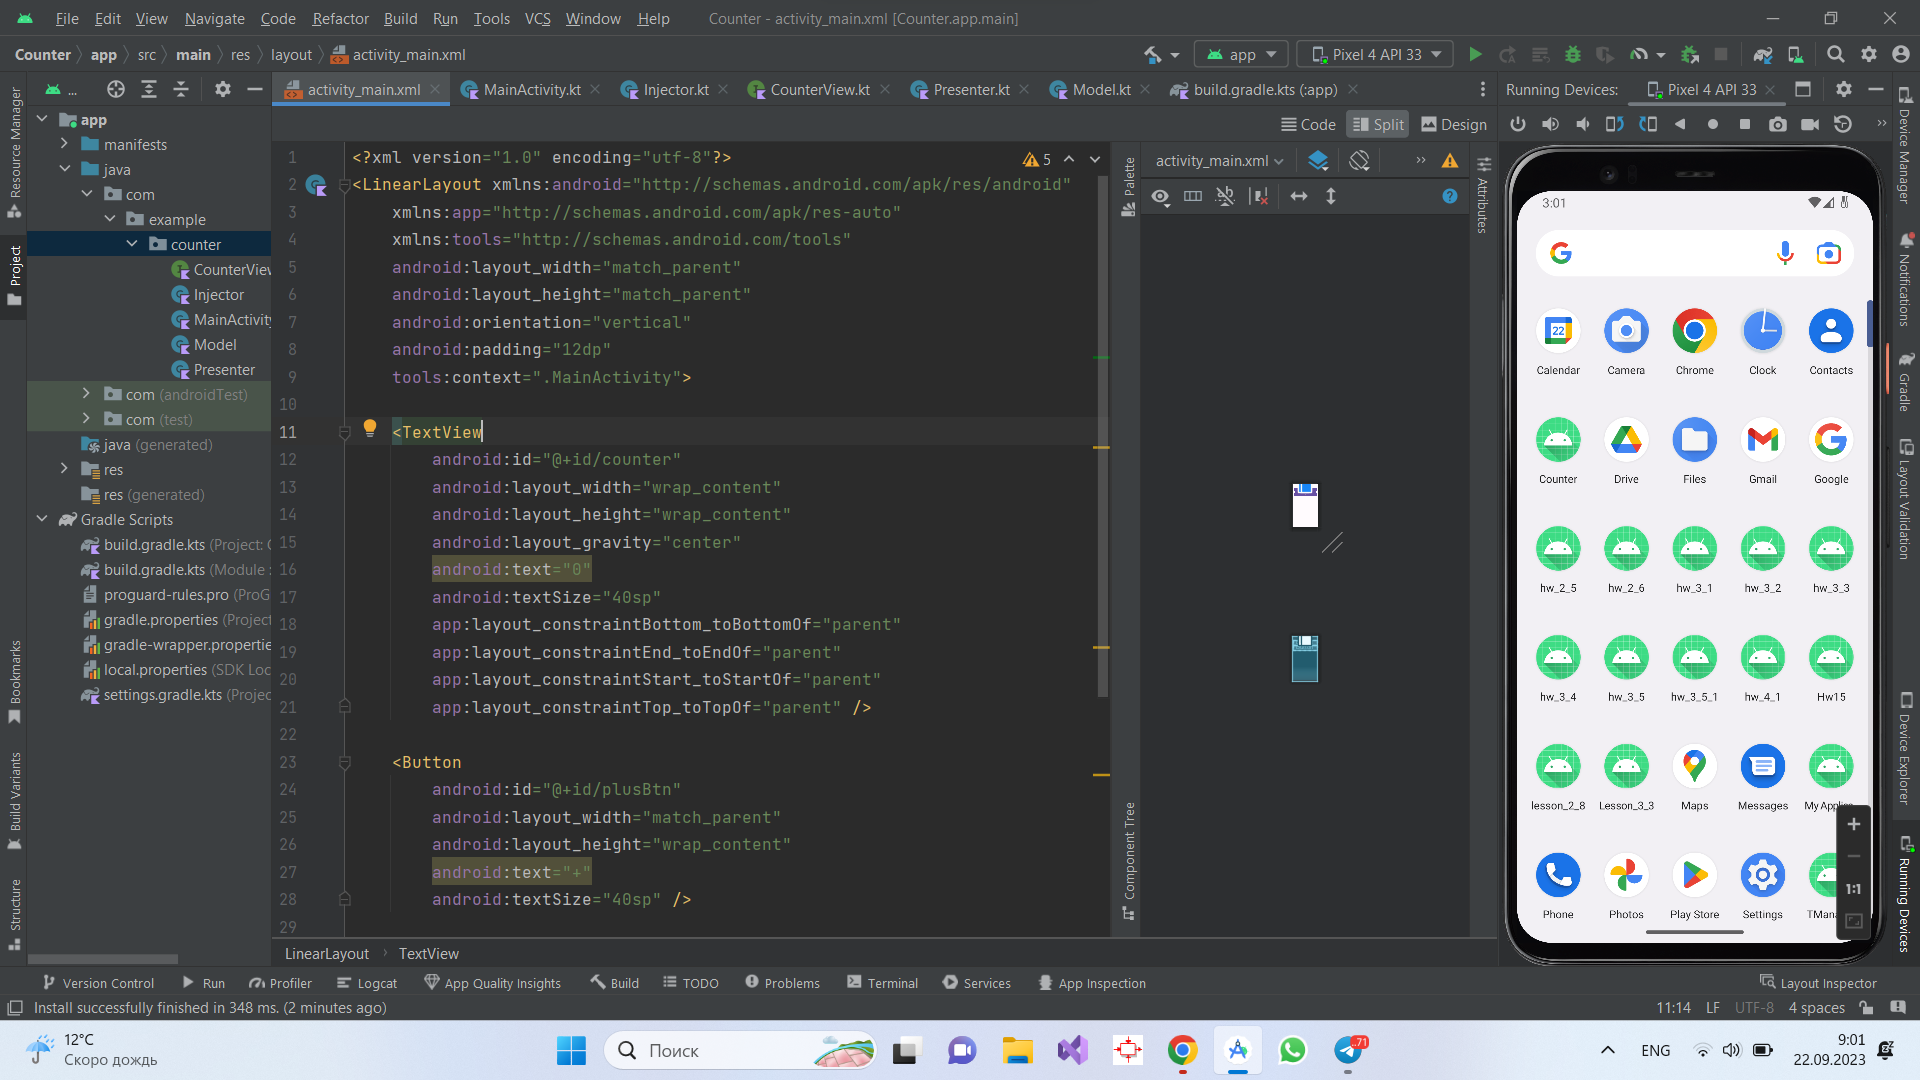 File Edit View Navigate Code Refactor Build Run Tools VCS Window Help Counter - activity_main.xml [Counter.app.main]
Counter app src main res layout activity_main.xml
app Pixel 4 API 33
... activity_main.xml MainActivity.kt Injector.kt CounterView.kt Presenter.kt Model.kt build.gradle.kts (:app)
Running Devices: Pixel 4 API 33
Code Split Design
Resource Manager
Project
Bookmarks
Build Variants
Structure
app
manifests
java
com
example
counter
CounterView
Injector
MainActivity
Model
Presenter
com (androidTest)
com (test)
java (generated)
res
res (generated)
Gradle Scripts
build.gradle.kts (Project: C
build.gradle.kts (Module :
proguard-rules.pro (ProG
gradle.properties (Project
gradle-wrapper.propertie
local.properties (SDK Loc
settings.gradle.kts (Projec
5
1 <?xml version="1.0" encoding="utf-8"?>
2 <LinearLayout xmlns:android="http://schemas.android.com/apk/res/android"
3 xmlns:app="http://schemas.android.com/apk/res-auto"
4 xmlns:tools="http://schemas.android.com/tools"
5 android:layout_width="match_parent"
6 android:layout_height="match_parent"
7 android:orientation="vertical"
8 android:padding="12dp"
9 tools:context=".MainActivity">
10
11 <TextView
12 android:id="@+id/counter"
13 android:layout_width="wrap_content"
14 android:layout_height="wrap_content"
15 android:layout_gravity="center"
16 android:text="0"
17 android:textSize="40sp"
18 app:layout_constraintBottom_toBottomOf="parent"
19 app:layout_constraintEnd_toEndOf="parent"
20 app:layout_constraintStart_toStartOf="parent"
21 app:layout_constraintTop_toTopOf="parent" />
22
23 <Button
24 android:id="@+id/plusBtn"
25 android:layout_width="match_parent"
26 android:layout_height="wrap_content"
27 android:text="+"
28 android:textSize="40sp" />
29
LinearLayout TextView
Palette
Component Tree
activity_main.xml
Attributes
3:01
22
Calendar Camera Chrome Clock Contacts
Counter Drive Files Gmail Google
hw_2_5 hw_2_6 hw_3_1 hw_3_2 hw_3_3
hw_3_4 hw_3_5 hw_3_5_1 hw_4_1 Hw15
lesson_2_8 Lesson_3_3 Maps Messages My Applic
Phone Photos Play Store Settings TMana
1:1
Device Manager
Notifications
Gradle
Layout Validation
Device Explorer
Running Devices
Version Control Run Profiler Logcat App Quality Insights Build TODO Problems Terminal Services App Inspection Layout Inspector
Install successfully finished in 348 ms. (2 minutes ago) 11:14 LF UTF-8 4 spaces
12°C
Скоро дождь
Поиск
71
ENG
9:01
22.09.2023